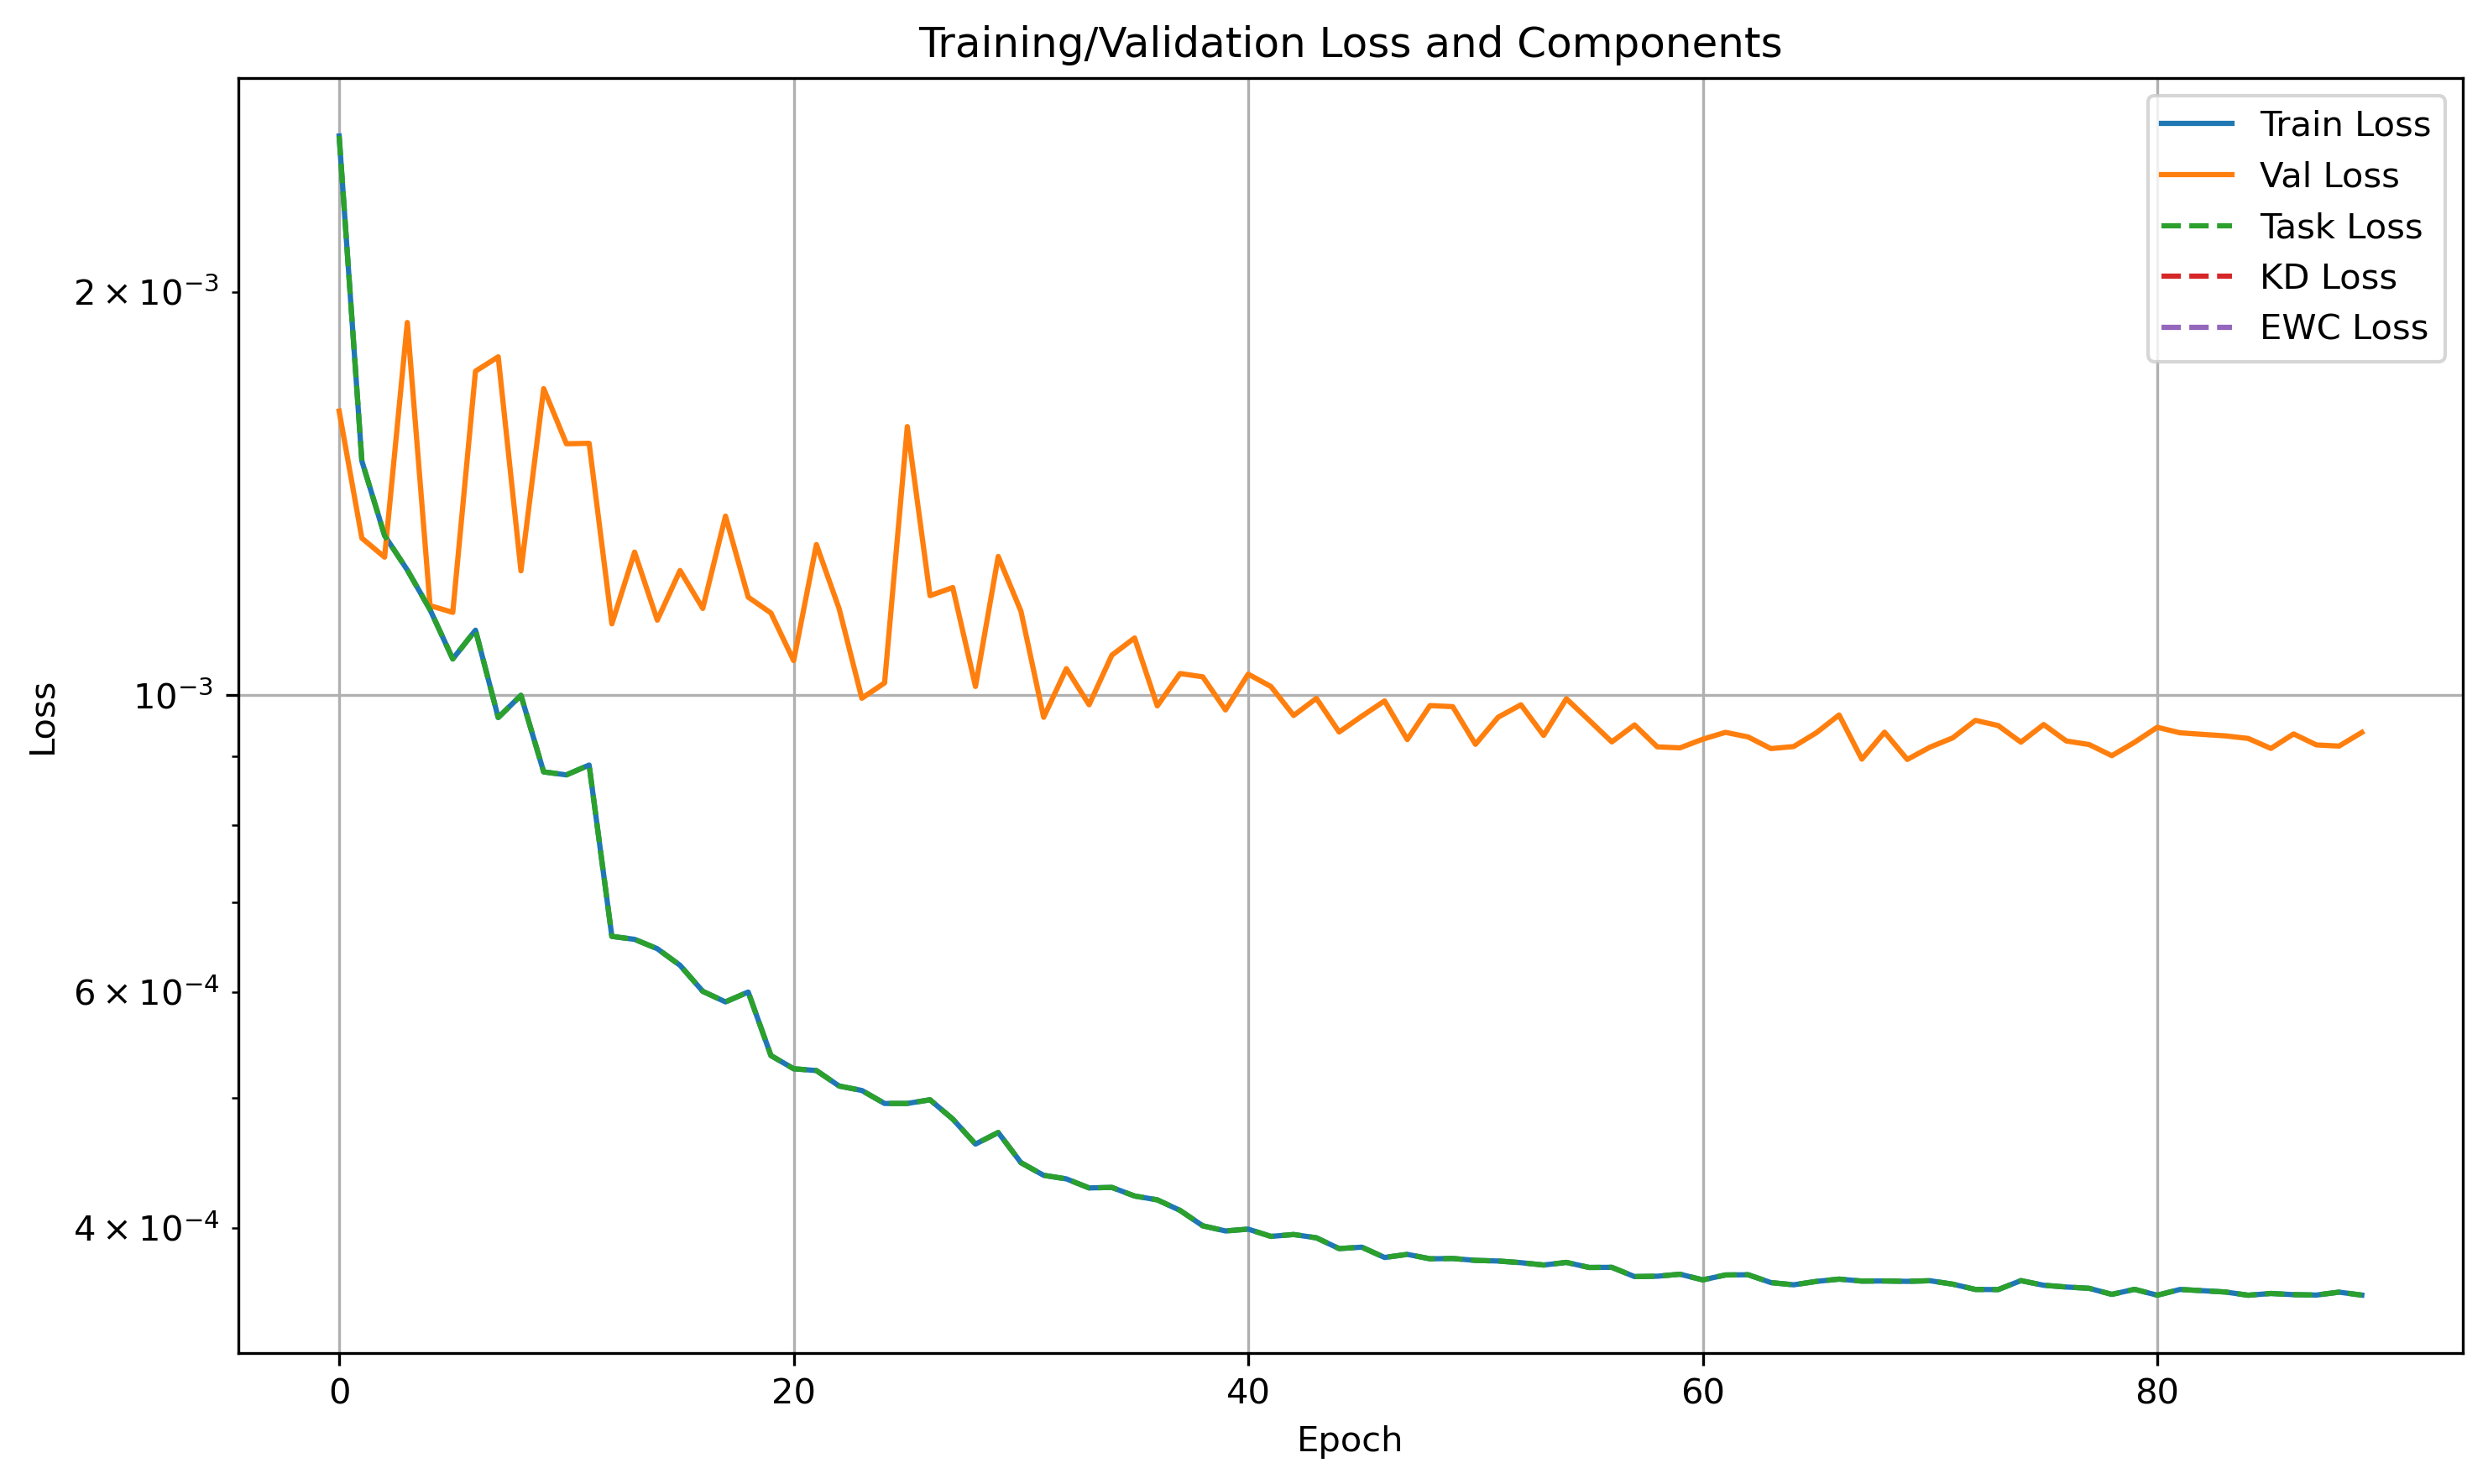 Training/Validation Loss and Components
Train Loss
Val Loss
Task Loss
KD Loss
EWC Loss
2 × 10⁻³
10⁻³
6 × 10⁻⁴
4 × 10⁻⁴
Loss
0 20 40 60 80
Epoch